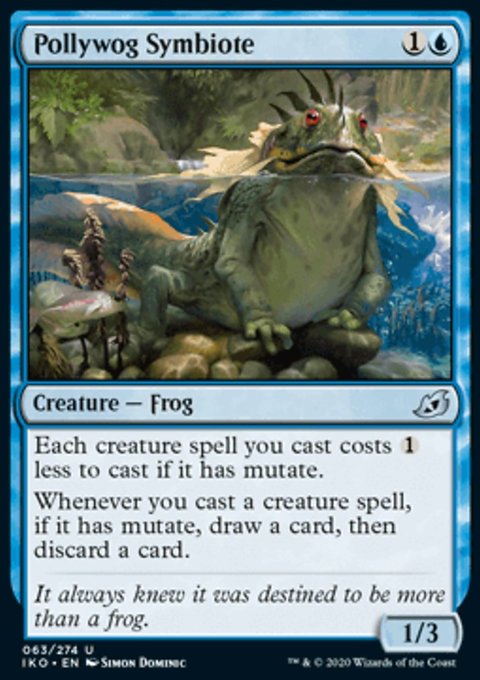 Pollywog Symbiote 1
Creature — Frog
Each creature spell you cast costs 1
less to cast if it has mutate.
Whenever you cast a creature spell,
if it has mutate, draw a card, then
discard a card.
It always knew it was destined to be more
than a frog.
1/3
063/274 U
IKO • EN Simon Dominic
™ & © 2020 Wizards of the Coast